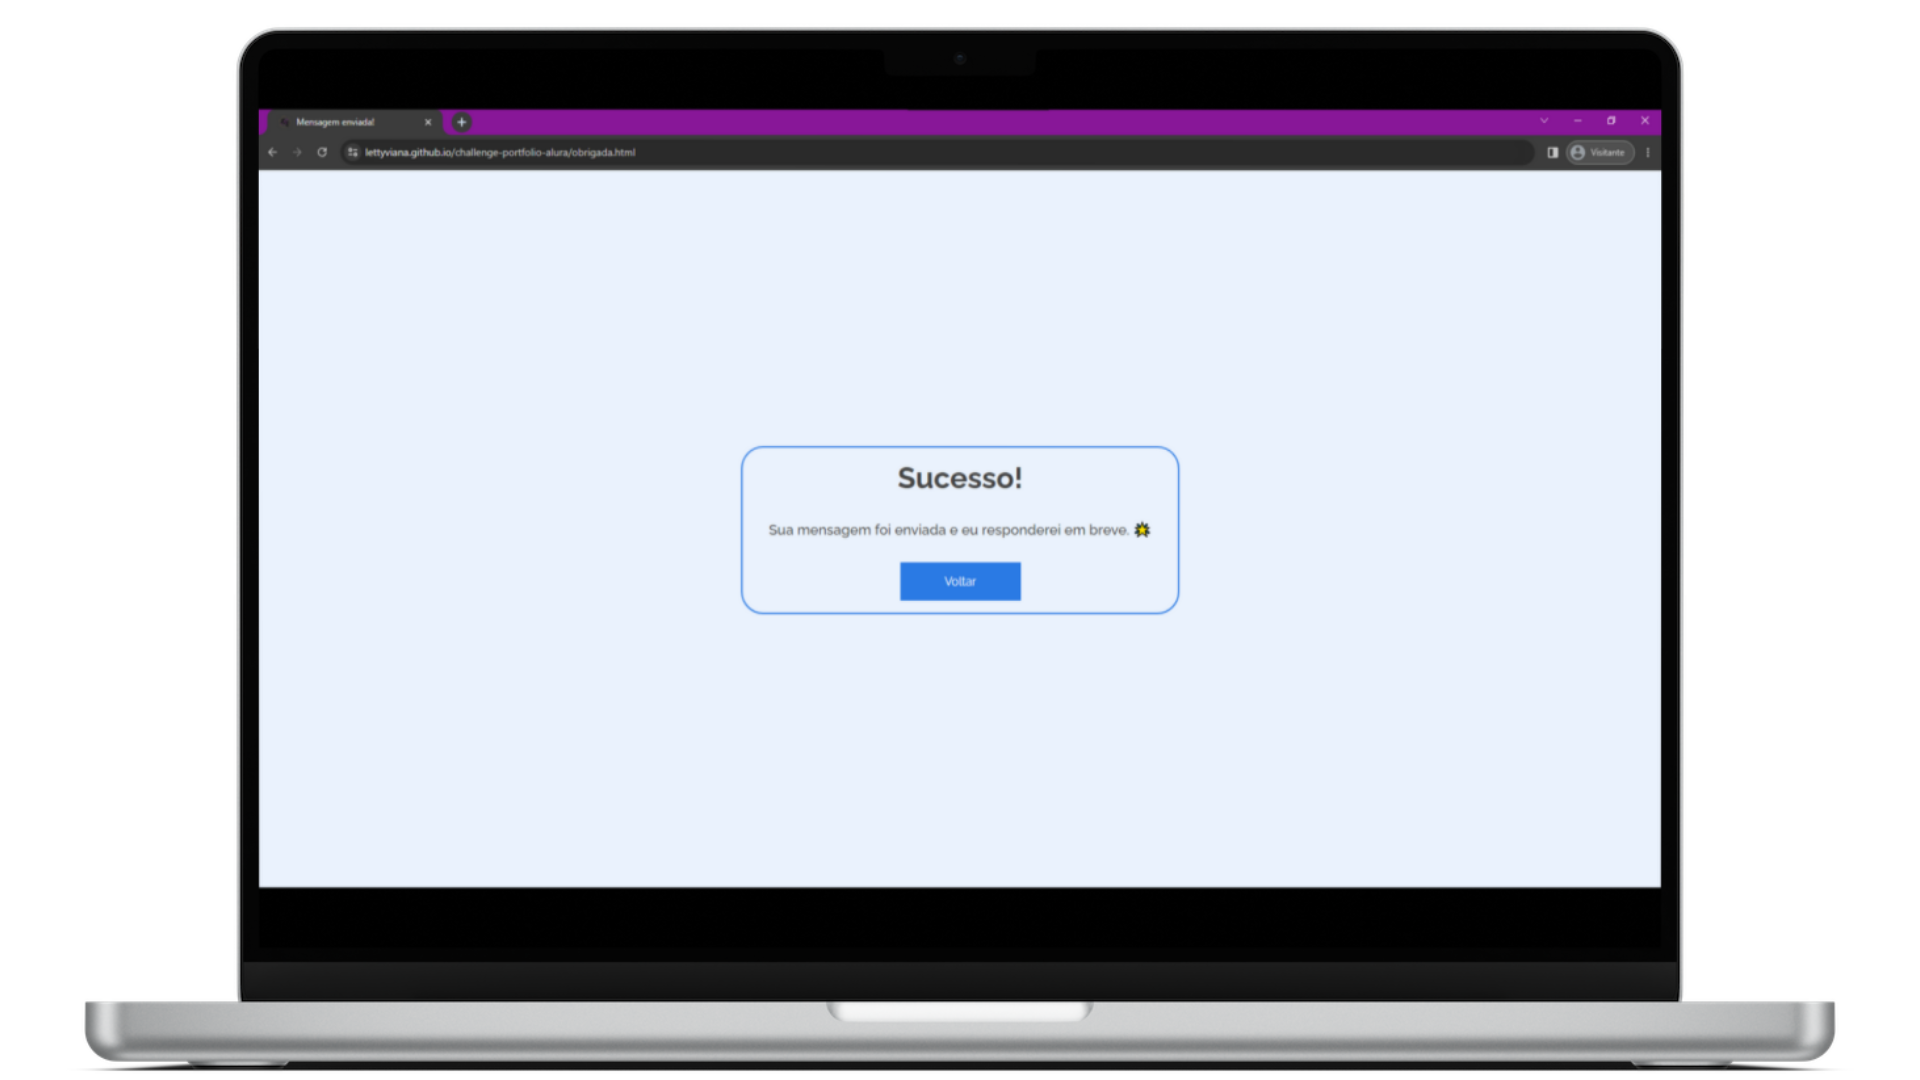 Mensagem enviada!
lettyviana.github.io/challenge-portfolio-alura/obrigada.html
Visitante
Sucesso!
Sua mensagem foi enviada e eu responderei em breve.
Voltar